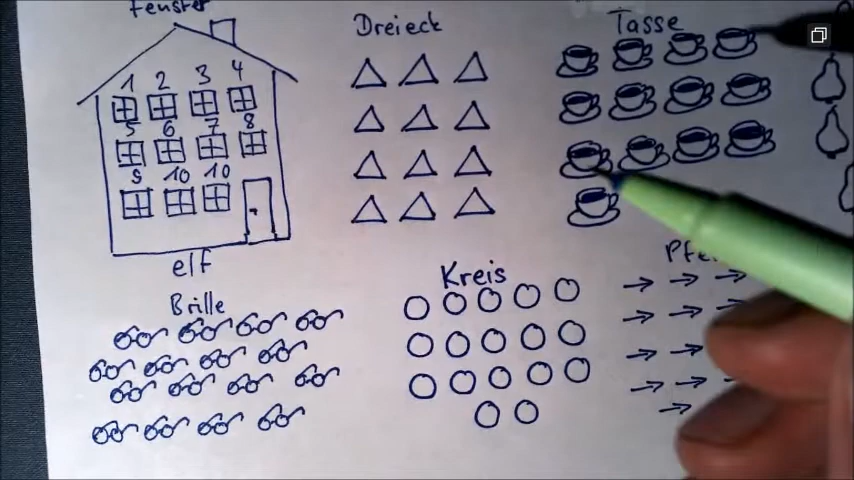 Fenster
Dreieck
Tasse
1 2 3 4
5 6 7 8
9 10 10
elf
Brille
Kreis